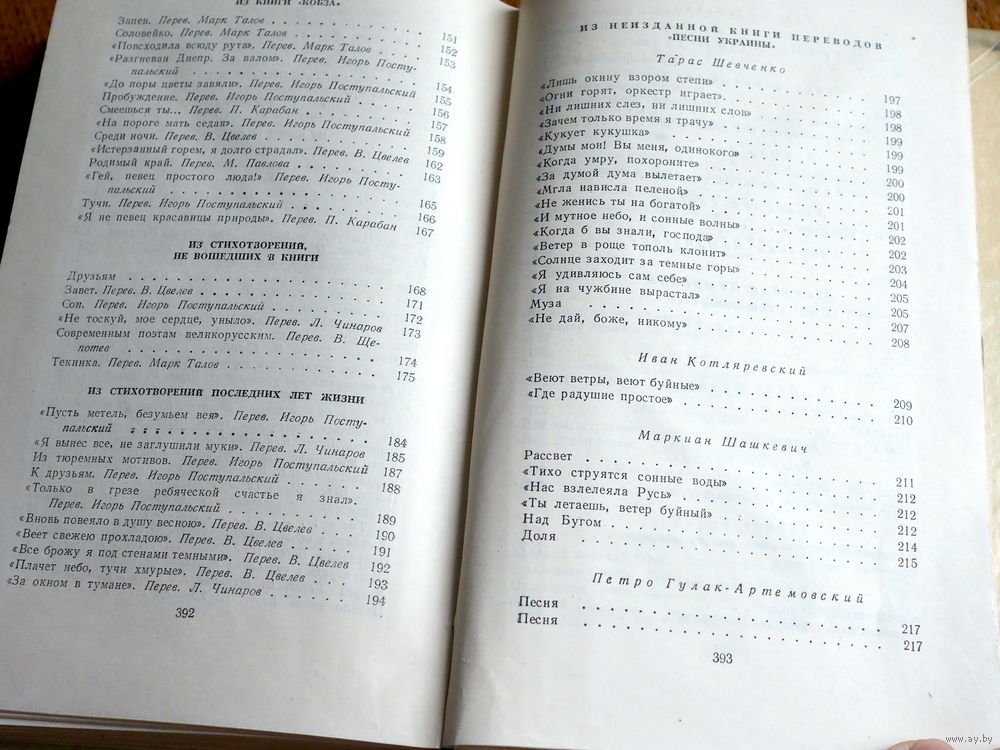 ИЗ КНИГИ «КОБЗА»
Запев. Перев. Марк Талов . . . 151
Соловейко. Перев. Марк Талов . . . 152
«Повсходила всюду рута». Перев. Марк Талов . . . 153
«Разгневан Днепр. За валом». Перев. Игорь Посту-
пальский . . . 154
«До поры цветы завяли». Перев. Игорь Поступальский 155
Пробуждение. Перев. Игорь Поступальский . . . 156
Смеешься ты... Перев. П. Карабан . . . 157
«На пороге мать седая». Перев. Игорь Поступальский 158
Среди ночи. Перев. В. Цвелев . . . 159
«Истерзанный горем, я долго страдал». Перев. В. Цвелев 162
Родимый край. Перев. М. Павлова . . . 163
«Гей, певец простого люда!» Перев. Игорь Посту-
пальский . . . 165
Тучи. Перев. Игорь Поступальский . . . 166
«Я не певец красавицы природы». Перев. П. Карабан 167
ИЗ СТИХОТВОРЕНИЙ,
НЕ ВОШЕДШИХ В КНИГИ
Друзьям . . . 168
Завет. Перев. В. Цвелев . . . 171
Сон. Перев. Игорь Поступальский . . . 172
«Не тоскуй, мое сердце, уныло». Перев. Л. Чинаров 173
Современным поэтам великорусским. Перев. В. Ще-
потев . . . 174
Текинка. Перев. Марк Талов . . . 175
ИЗ СТИХОТВОРЕНИЙ ПОСЛЕДНИХ ЛЕТ ЖИЗНИ
«Пусть метель, безумьем вея». Перев. Игорь Посту-
пальский . . . 184
«Я вынес все, не заглушили муки». Перев. Л. Чинаров 185
Из тюремных мотивов. Перев. Игорь Поступальский 187
К друзьям. Перев. Игорь Поступальский . . . 188
«Только в грезе ребяческой счастье я знал».
Перев. Игорь Поступальский . . . 189
«Вновь повеяло в душу весною». Перев. В. Цвелев . 190
«Веет свежею прохладою». Перев. В. Цвелев . . . 191
«Все брожу я под стенами темными». Перев. В. Цвелев 192
«Плачет небо, тучи хмурые». Перев. В. Цвелев . . . 193
«За окном в тумане». Перев. Л. Чинаров . . . 194
392
ИЗ НЕИЗДАННОЙ КНИГИ ПЕРЕВОДОВ
«ПЕСНИ УКРАИНЫ»
Тарас Шевченко
«Лишь окину взором степи» . . . 197
«Огни горят, оркестр играет». . . . 198
«Ни лишних слез, ни лишних слов» . . . 198
«Зачем только время я трачу» . . . 199
«Кукует кукушка» . . . 199
«Думы мои! Вы меня, одинокого» . . . 199
«Когда умру, похороните» . . . 200
«За думой дума вылетает» . . . 200
«Мгла нависла пеленой» . . . 201
«Не женись ты на богатой» . . . 201
«И мутное небо, и сонные волны» . . . 202
«Когда б вы знали, господа» . . . 202
«Ветер в роще тополь клонит» . . . 203
«Солнце заходит за темные горы» . . . 204
«Я удивляюсь сам себе» . . . 205
«Я на чужбине вырастал» . . . 205
Муза . . . 207
«Не дай, боже, никому» . . . 208
Иван Котляревский
«Веют ветры, веют буйные» . . . 209
«Где радушие простое» . . . 210
Маркиан Шашкевич
Рассвет . . . 211
«Тихо струятся сонные воды» . . . 212
«Нас взлелеяла Русь» . . . 212
«Ты летаешь, ветер буйный» . . . 212
Над Бугом . . . 214
Доля . . . 215
Петро Гулак-Артемовский
Песня . . . 217
Песня . . . 217
393
www.ay.by